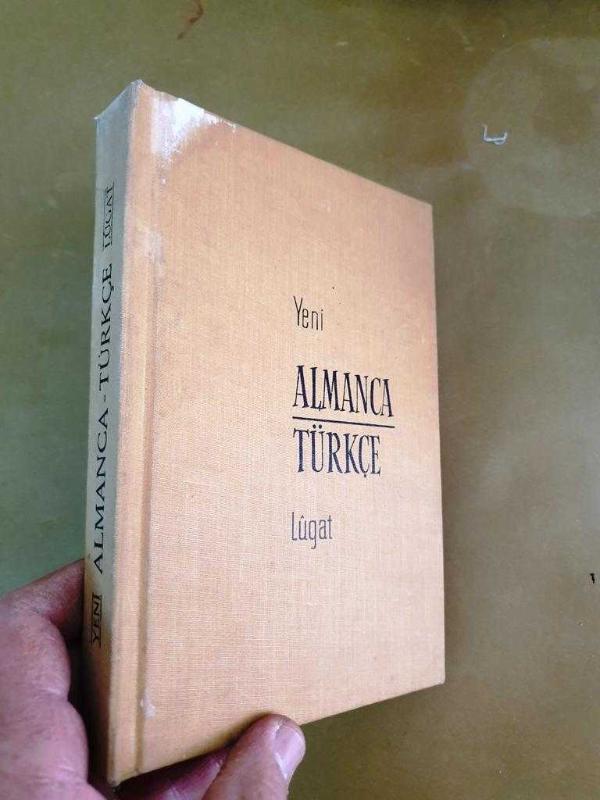 Yeni
ALMANCA
TÜRKÇE
Lûgat
YENİ ALMANCA - TÜRKÇE LÛGAT